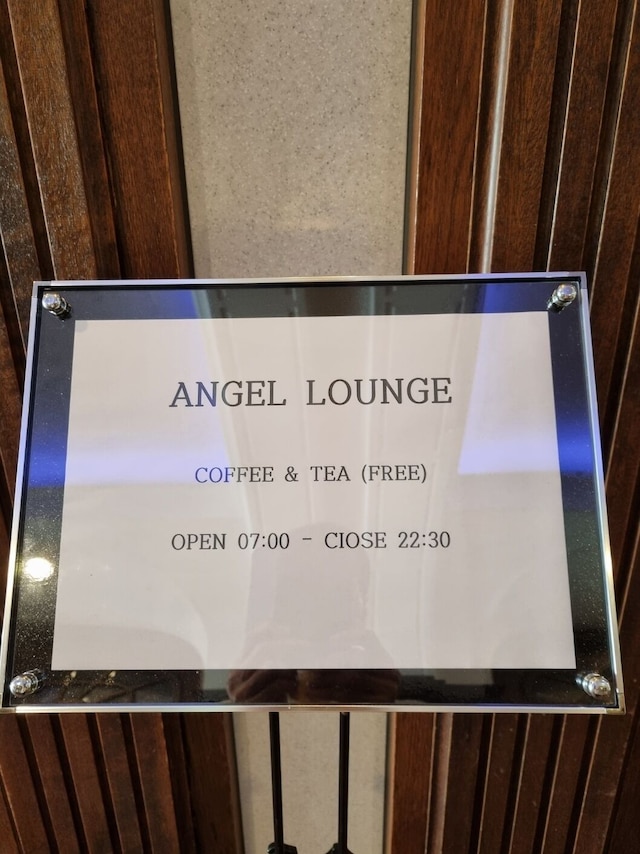 ANGEL LOUNGE
COFFEE & TEA (FREE)
OPEN 07:00 - CIOSE 22:30